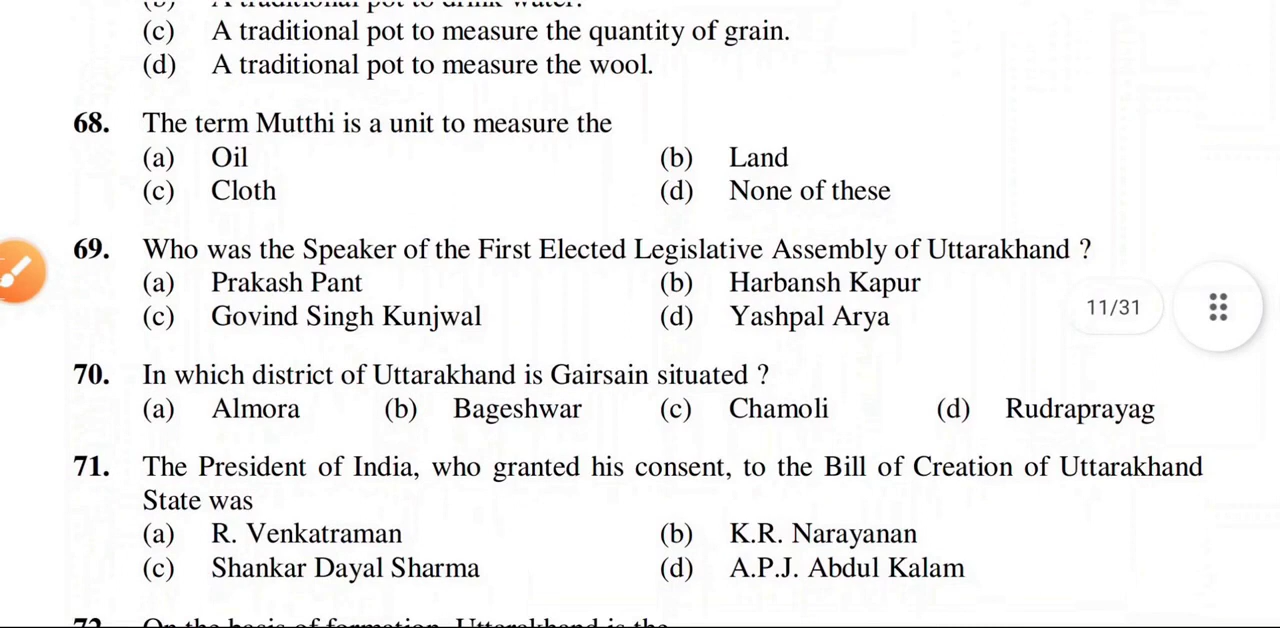 (c) A traditional pot to measure the quantity of grain.
(d) A traditional pot to measure the wool.
68. The term Mutthi is a unit to measure the
(a) Oil (b) Land
(c) Cloth (d) None of these
69. Who was the Speaker of the First Elected Legislative Assembly of Uttarakhand ?
(a) Prakash Pant (b) Harbansh Kapur
(c) Govind Singh Kunjwal (d) Yashpal Arya
11/31
70. In which district of Uttarakhand is Gairsain situated ?
(a) Almora (b) Bageshwar (c) Chamoli (d) Rudraprayag
71. The President of India, who granted his consent, to the Bill of Creation of Uttarakhand
State was
(a) R. Venkatraman (b) K.R. Narayanan
(c) Shankar Dayal Sharma (d) A.P.J. Abdul Kalam